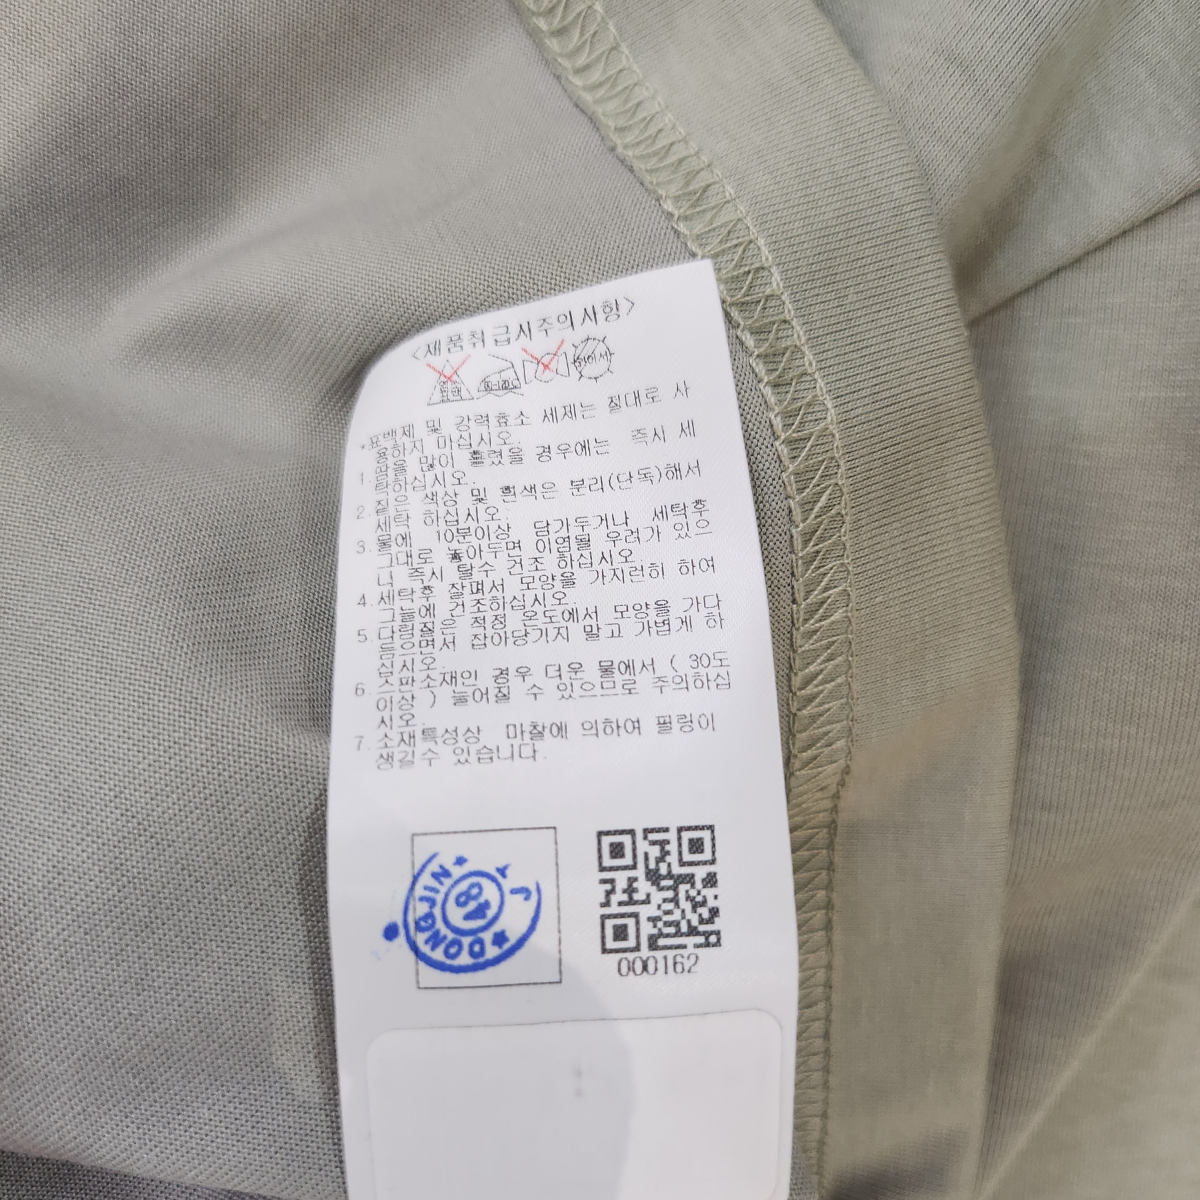 <제품취급시주의사항>
표백
드라이
•표백제 및 강력효소 세제는 절대로 사
용하지 마십시오.
1. 땀을 많이 흘렸을 경우에는 즉시 세
탁하십시오.
2. 짙은 색상 및 흰색은 분리(단독)해서
세탁 하십시오.
3. 물에 10분이상 담가두거나 세탁후
그대로 놓아두면 이염될 우려가 있으
니 즉시 탈수 건조 하십시오.
4. 세탁후 잘펴서 모양을 가지런히 하여
그늘에 건조하십시오.
5. 다림질은 적정 온도에서 모양을 가다
듬으면서 잡아당기지 말고 가볍게 하
십시오.
6. 스판소재인 경우 더운 물에서 ( 30도
이상 ) 늘어질 수 있으므로 주의하십
시오.
7. 소재특성상 마찰에 의하여 필링이
생길수 있습니다.
DONGJIN
48
J
000162